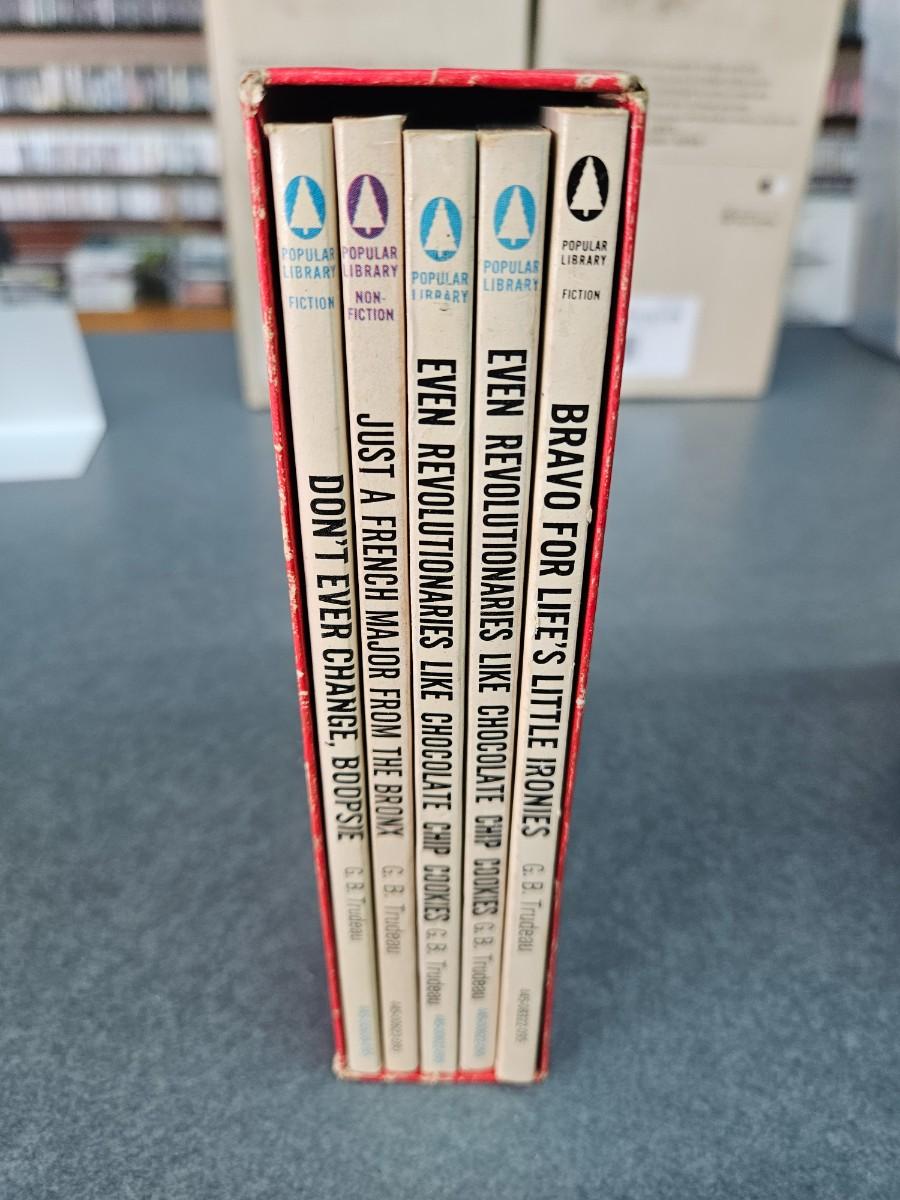 POPULAR
LIBRARY
FICTION
DON'T EVER CHANGE, BOOPSIE G. B. Trudeau
POPULAR
LIBRARY
NON-
FICTION
JUST A FRENCH MAJOR FROM THE BRONX G. B. Trudeau
POPULAR
LIBRARY
EVEN REVOLUTIONARIES LIKE CHOCOLATE CHIP COOKIES G. B. Trudeau
POPULAR
LIBRARY
EVEN REVOLUTIONARIES LIKE CHOCOLATE CHIP COOKIES G. B. Trudeau
POPULAR
LIBRARY
FICTION
BRAVO FOR LIFE'S LITTLE IRONIES G. B. Trudeau